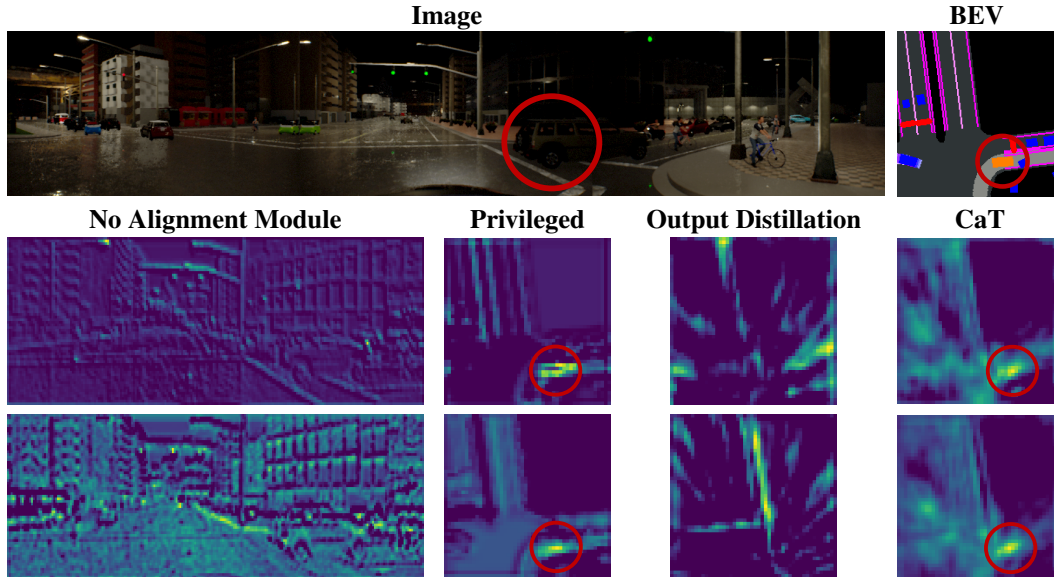 Image
BEV
No Alignment Module
Privileged
Output Distillation
CaT